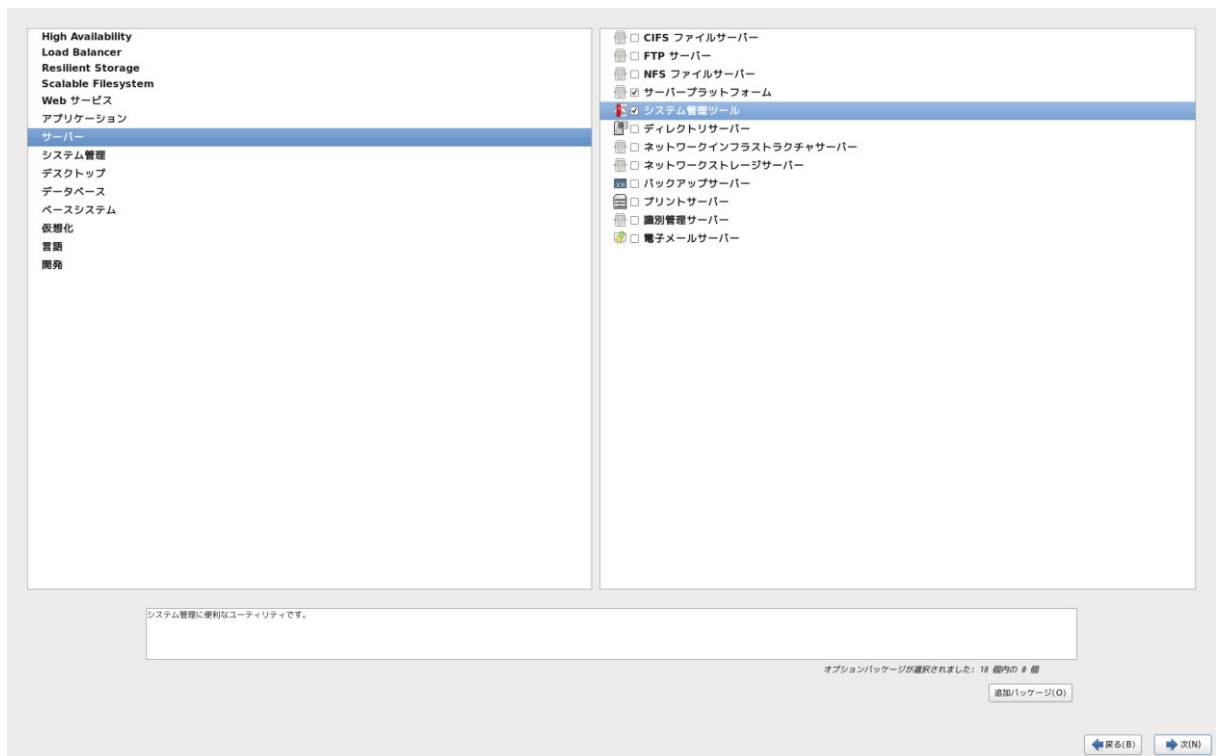 High Availability
Load Balancer
Resilient Storage
Scalable Filesystem
Web サービス
アプリケーション
サーバー
システム管理
デスクトップ
データベース
ベースシステム
仮想化
言語
開発
CIFS ファイルサーバー
FTP サーバー
NFS ファイルサーバー
サーバープラットフォーム
システム管理ツール
ディレクトリサーバー
ネットワークインフラストラクチャサーバー
ネットワークストレージサーバー
バックアップサーバー
プリントサーバー
識別管理サーバー
電子メールサーバー
システム管理に便利なユーティリティです。
オプションパッケージが選択されました: 18 個内の 0 個
追加パッケージ(O)
戻る(B)
次(N)